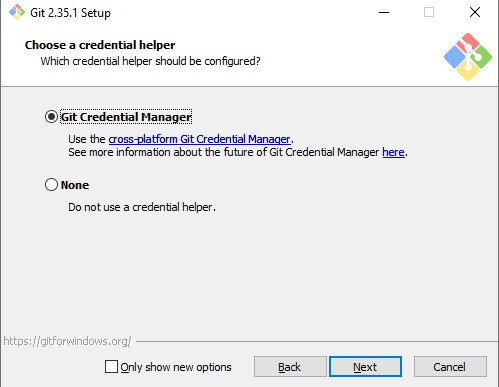 Git 2.35.1 Setup
Choose a credential helper
Which credential helper should be configured?
Git Credential Manager
Use the cross-platform Git Credential Manager.
See more information about the future of Git Credential Manager here.
None
Do not use a credential helper.
https://gitforwindows.org/
Only show new options
Back
Next
Cancel